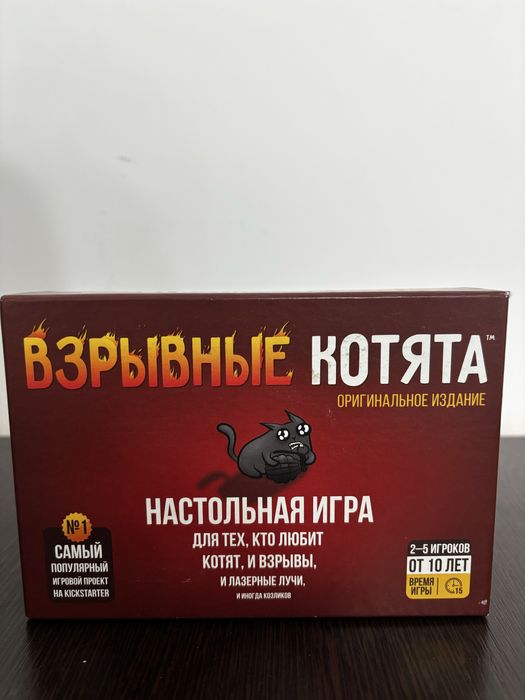 ВЗРЫВНЫЕ КОТЯТА™
ОРИГИНАЛЬНОЕ ИЗДАНИЕ
НАСТОЛЬНАЯ ИГРА
ДЛЯ ТЕХ, КТО ЛЮБИТ
КОТЯТ, И ВЗРЫВЫ,
И ЛАЗЕРНЫЕ ЛУЧИ,
И ИНОГДА КОЗЛИКОВ
№1
САМЫЙ
ПОПУЛЯРНЫЙ
ИГРОВОЙ ПРОЕКТ
НА KICKSTARTER
2–5 ИГРОКОВ
ОТ 10 ЛЕТ
ВРЕМЯ
ИГРЫ
15